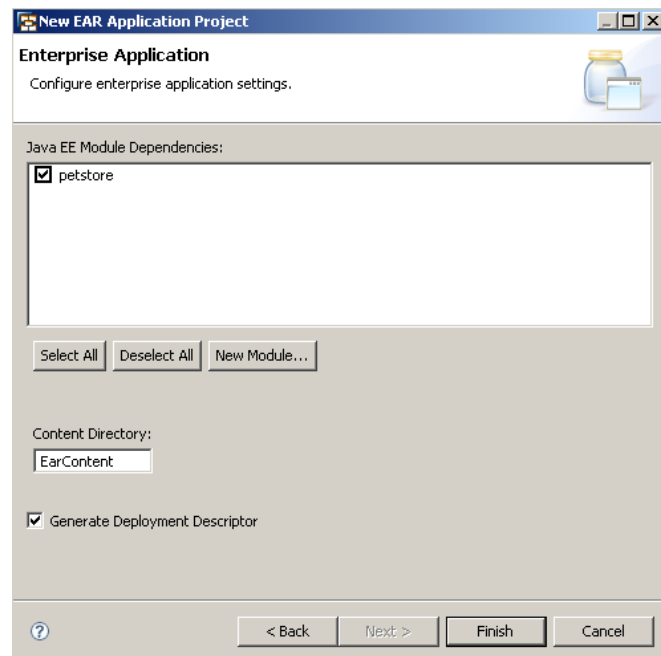 New EAR Application Project
Enterprise Application
Configure enterprise application settings.
Java EE Module Dependencies:
petstore
Select All Deselect All New Module...
Content Directory:
EarContent
Generate Deployment Descriptor
? < Back Next > Finish Cancel